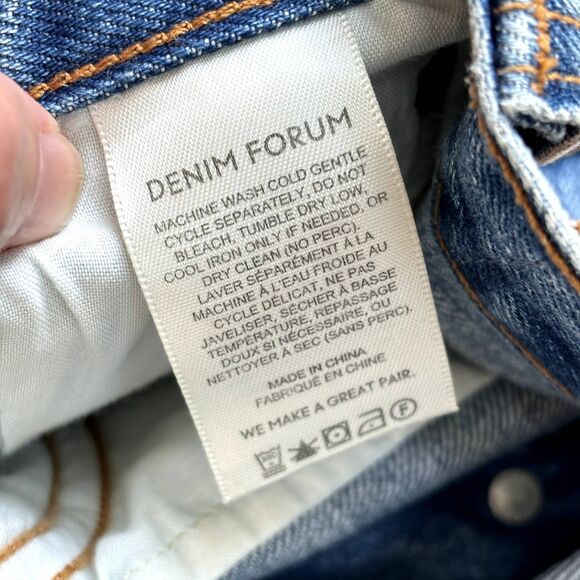 DENIM FORUM
MACHINE WASH COLD GENTLE
CYCLE SEPARATELY, DO NOT
BLEACH, TUMBLE DRY LOW,
COOL IRON ONLY IF NEEDED, OR
DRY CLEAN (NO PERC).
LAVER SÉPARÉMENT À LA
MACHINE À L'EAU FROIDE AU
CYCLE DÉLICAT, NE PAS
JAVELISER, SÉCHER À BASSE
TEMPÉRATURE, REPASSAGE
DOUX SI NÉCESSAIRE, OU
NETTOYER À SEC (SANS PERC).
MADE IN CHINA
FABRIQUÉ EN CHINE
WE MAKE A GREAT PAIR.
F